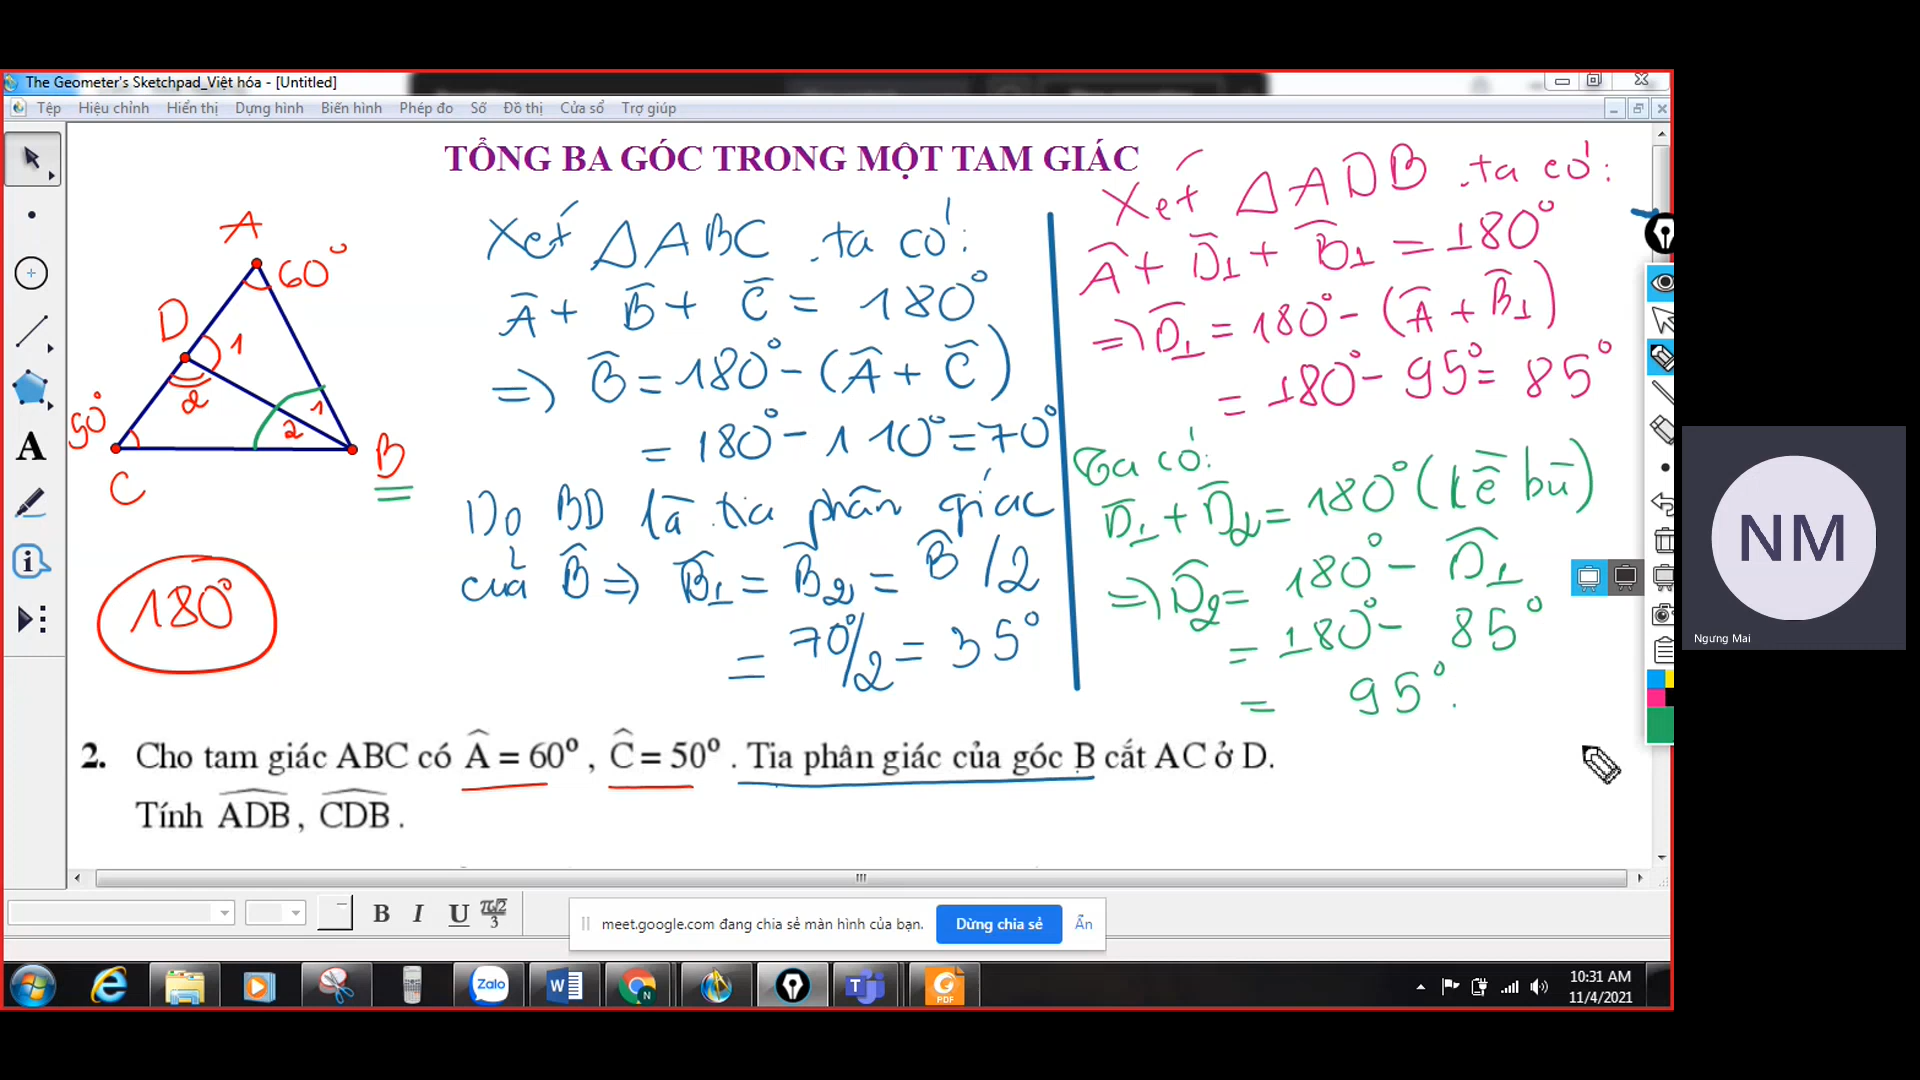 The Geometer's Sketchpad_Việt hóa - [Untitled]
Tệp Hiệu chỉnh Hiển thị Dựng hình Biến hình Phép đo Số Đồ thị Cửa sổ Trợ giúp
TỔNG BA GÓC TRONG MỘT TAM GIÁC
A
60°
D
1
2
50°
C
1
2
B
180°
Xét ΔABC ta có:
Â + B̂ + Ĉ = 180°
=> B̂ = 180° - (Â + Ĉ)
= 180° - 110° = 70°
Do BD là tia phân giác
của B̂ => B̂1 = B̂2 = B̂/2
= 70°/2 = 35°
Xét ΔADB ta có:
Â + D̂1 + B̂1 = 180°
=> D̂1 = 180° - (Â + B̂1)
= 180° - 95° = 85°
Ta có:
D̂1 + D̂2 = 180° (kề bù)
=> D̂2 = 180° - D̂1
= 180° - 85°
= 95°.
2. Cho tam giác ABC có Â = 60°, Ĉ = 50°. Tia phân giác của góc B cắt AC ở D.
Tính ADB, CDB.
A
B I U
meet.google.com đang chia sẻ màn hình của bạn. Dừng chia sẻ Ẩn
Zalo
PDF
10:31 AM
11/4/2021
NM
Ngưng Mai